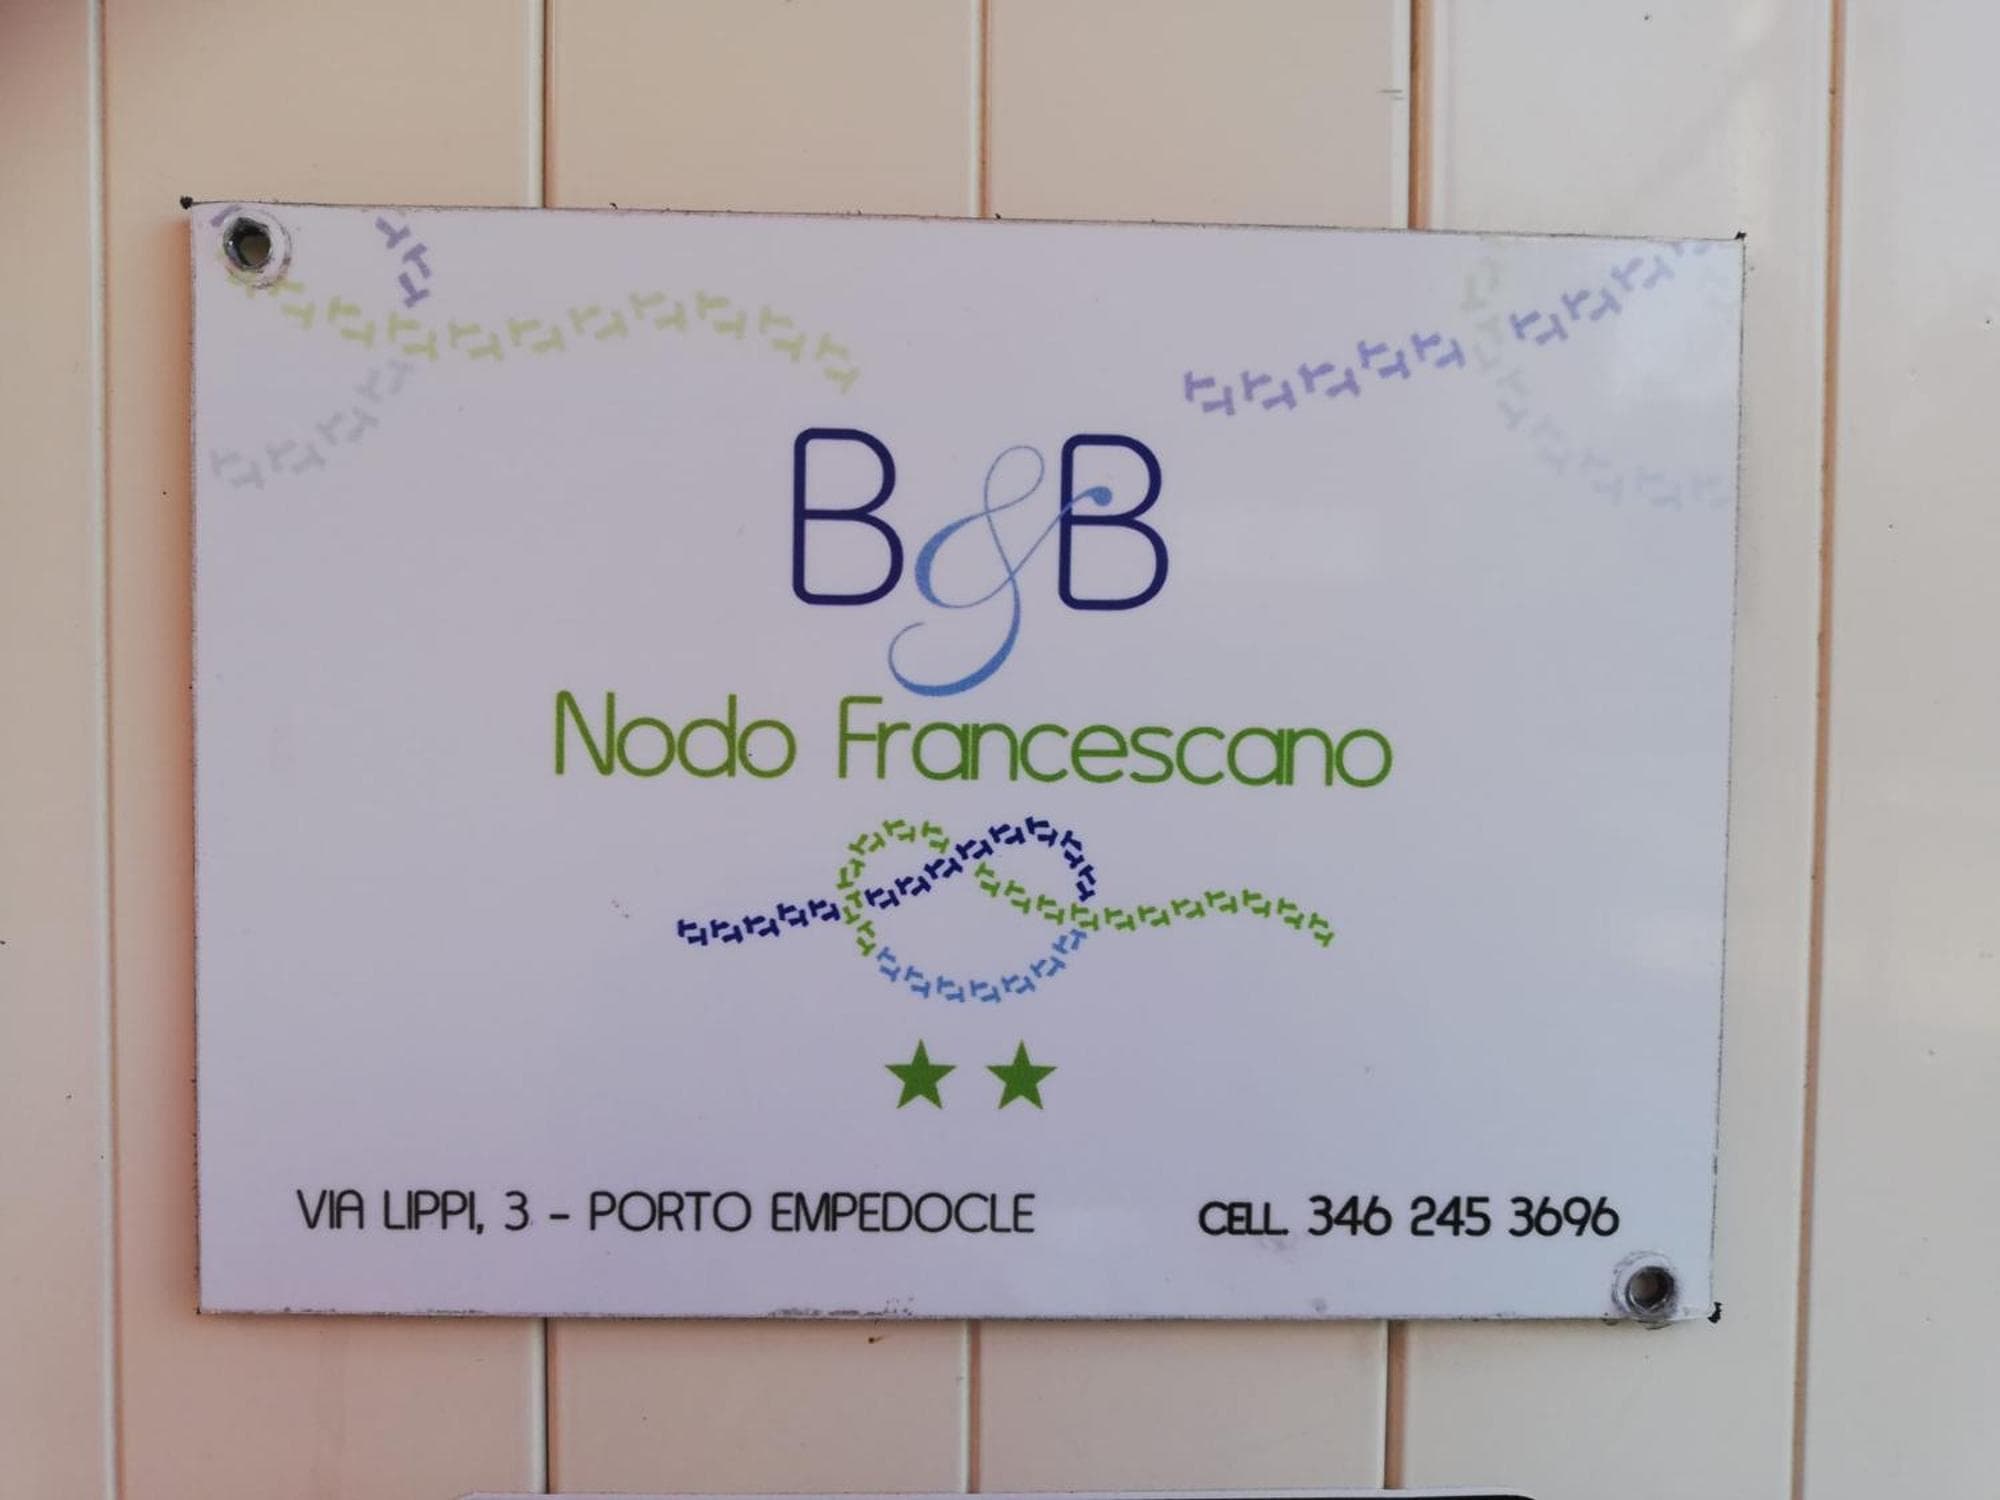 B&B
Nodo Francescano
VIA LIPPI, 3 - PORTO EMPEDOCLE
CELL. 346 245 3696